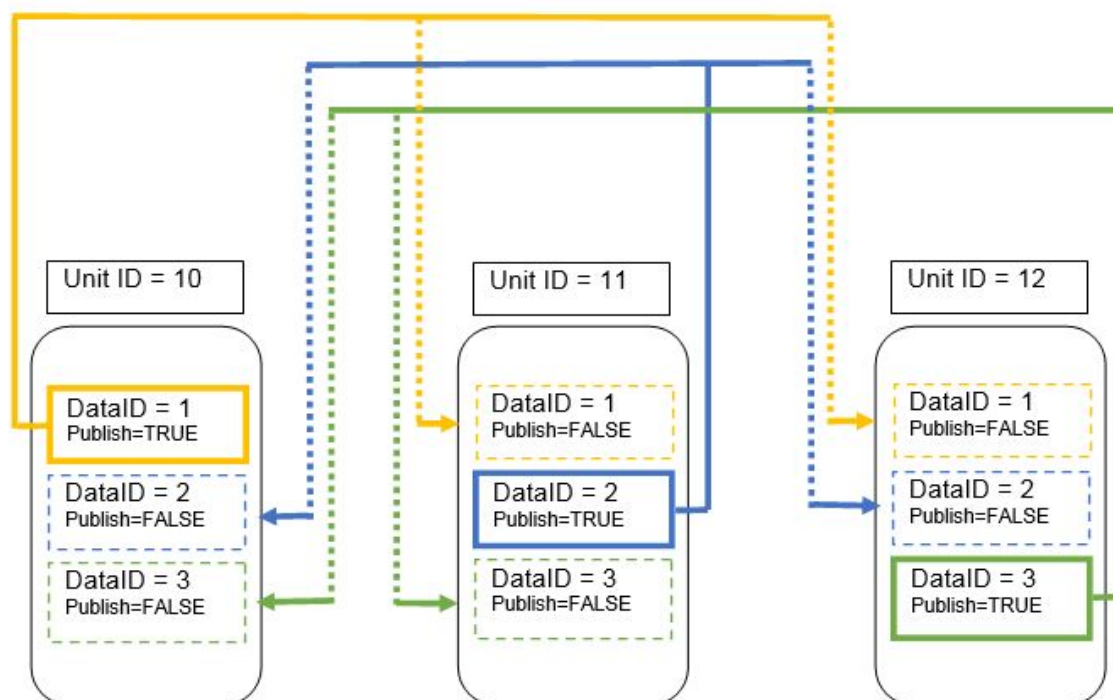 Unit ID = 10
Unit ID = 11
Unit ID = 12
DataID = 1
Publish=TRUE
DataID = 2
Publish=FALSE
DataID = 3
Publish=FALSE
DataID = 1
Publish=FALSE
DataID = 2
Publish=TRUE
DataID = 3
Publish=FALSE
DataID = 1
Publish=FALSE
DataID = 2
Publish=FALSE
DataID = 3
Publish=TRUE